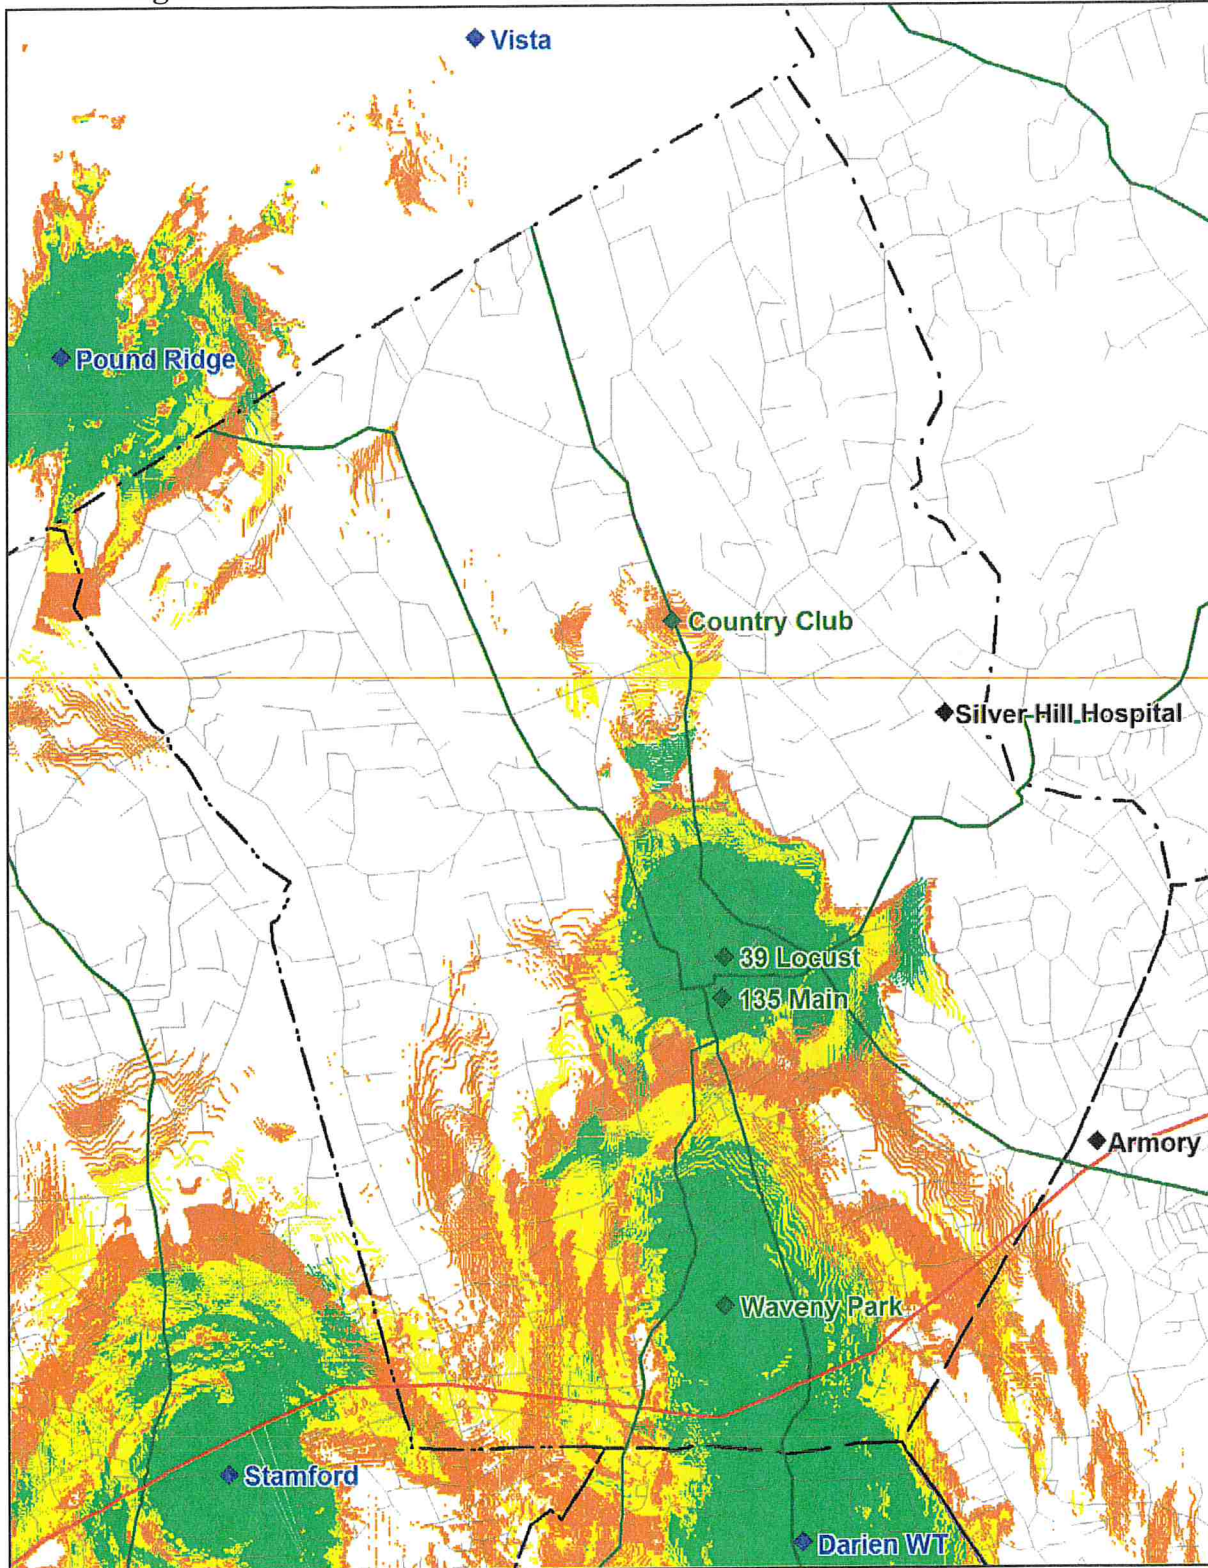 Vista
Pound Ridge
Country Club
Silver Hill Hospital
39 Locust
135 Main
Armory
Waveny Park
Stamford
Darien WT